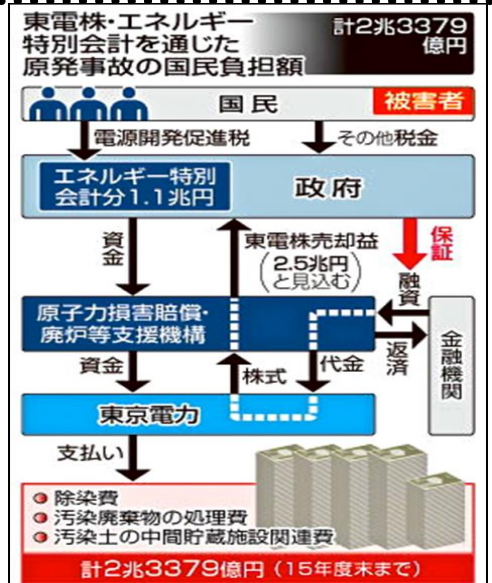 東電株・エネルギー
特別会計を通じた
原発事故の国民負担額
計2兆3379
億円
国民
被害者
電源開発促進税
その他税金
エネルギー特別
会計分1.1兆円
政府
資金
東電株売却益
(2.5兆円
と見込む)
保証
融資
原子力損害賠償・
廃炉等支援機構
返済
金融機関
資金
株式
代金
東京電力
支払い
除染費
汚染廃棄物の処理費
汚染土の中間貯蔵施設関連費
計2兆3379億円(15年度末まで)